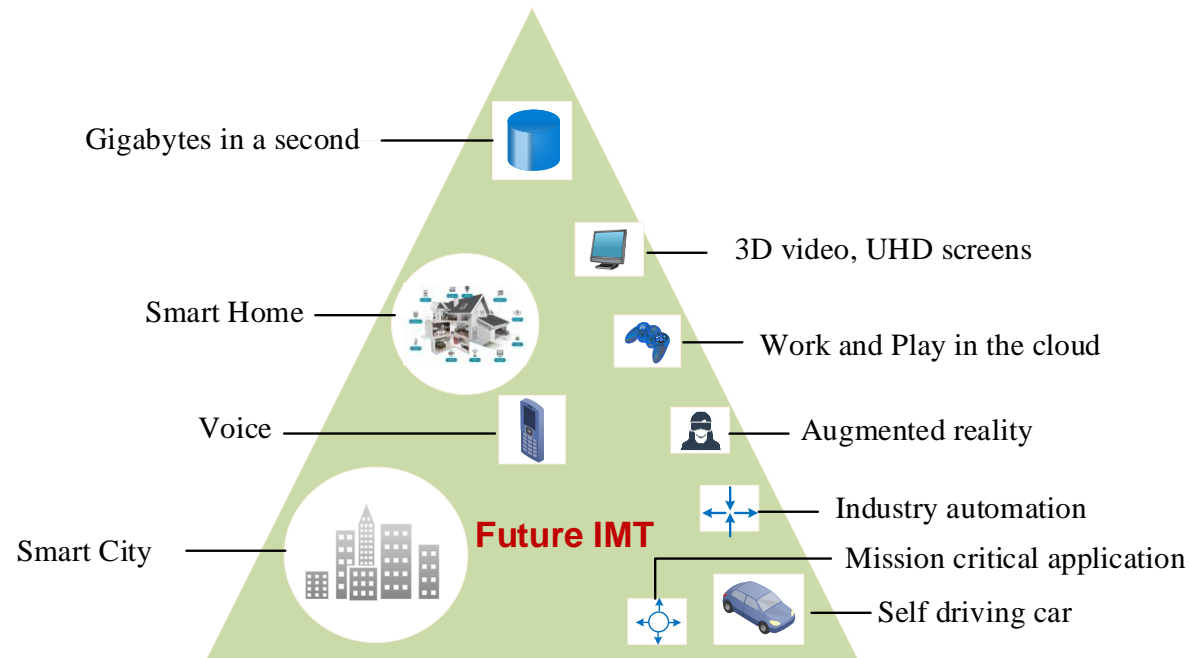 Gigabytes in a second
3D video, UHD screens
Smart Home
Work and Play in the cloud
Voice
Augmented reality
Industry automation
Future IMT
Smart City
Mission critical application
Self driving car